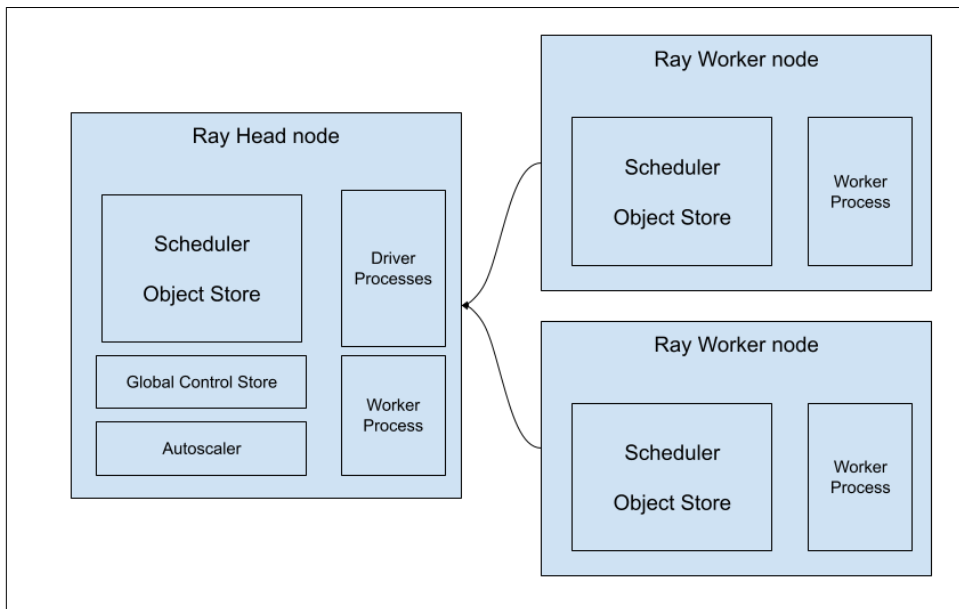 Ray Head node
Scheduler
Object Store
Driver
Processes
Global Control Store
Autoscaler
Worker
Process
Ray Worker node
Scheduler
Object Store
Worker
Process
Ray Worker node
Scheduler
Object Store
Worker
Process